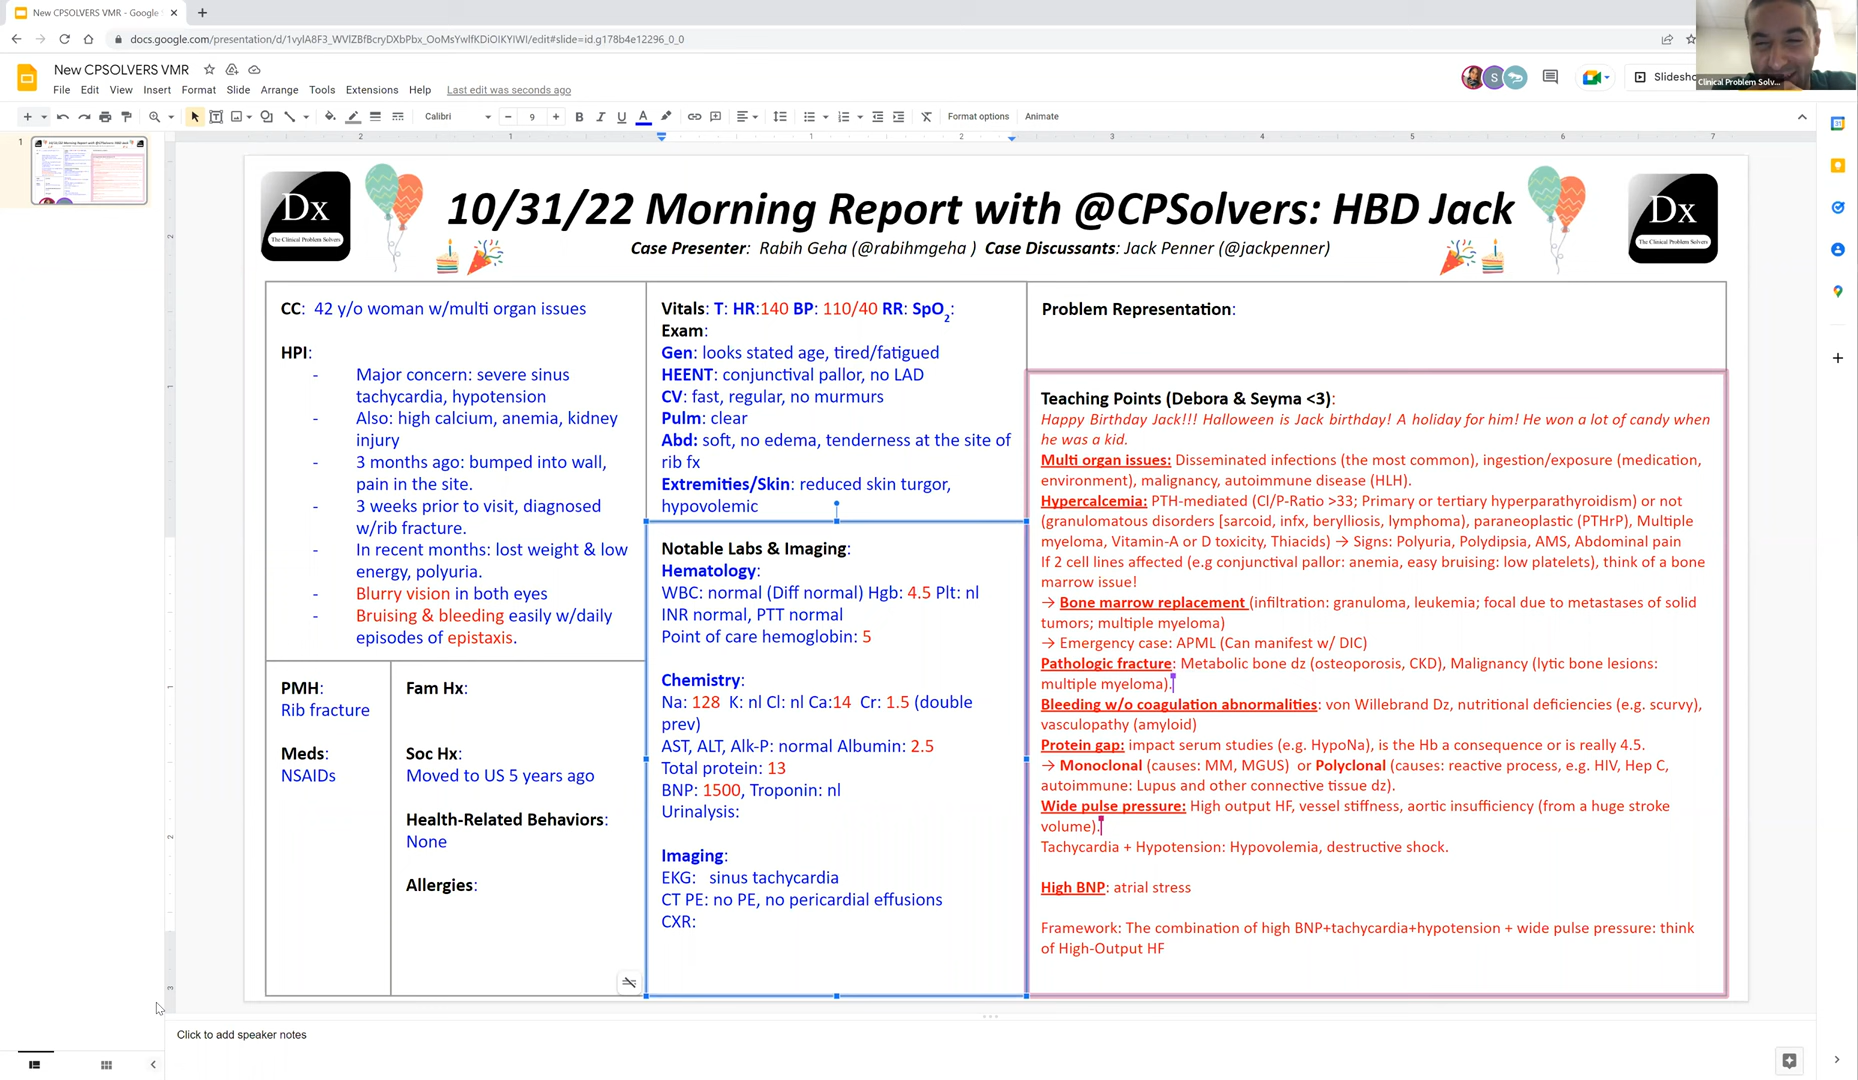 New CPSOLVERS VMR - Google S
docs.google.com/presentation/d/1vylA8F3_WVlZBfBcryDXbPbx_OoMsYwlfKDiOIKYIWI/edit#slide=id.g178b4e12296_0_0
Clinical Problem Solv...
New CPSOLVERS VMR
File Edit View Insert Format Slide Arrange Tools Extensions Help Last edit was seconds ago
S
Slidesh
Calibri
9
Format options
Animate
2 1 1 2 3 4 5 6 7
1
Dx
The Clinical Problem Solvers
10/31/22 Morning Report with @CPSolvers: HBD Jack
Case Presenter: Rabih Geha (@rabihmgeha ) Case Discussants: Jack Penner (@jackpenner)
Dx
The Clinical Problem Solvers
CC: 42 y/o woman w/multi organ issues
HPI:
- Major concern: severe sinus
tachycardia, hypotension
- Also: high calcium, anemia, kidney
injury
- 3 months ago: bumped into wall,
pain in the site.
- 3 weeks prior to visit, diagnosed
w/rib fracture.
- In recent months: lost weight & low
energy, polyuria.
- Blurry vision in both eyes
- Bruising & bleeding easily w/daily
episodes of epistaxis.
PMH:
Rib fracture
Meds:
NSAIDs
Fam Hx:
Soc Hx:
Moved to US 5 years ago
Health-Related Behaviors:
None
Allergies:
Vitals: T: HR:140 BP: 110/40 RR: SpO2:
Exam:
Gen: looks stated age, tired/fatigued
HEENT: conjunctival pallor, no LAD
CV: fast, regular, no murmurs
Pulm: clear
Abd: soft, no edema, tenderness at the site of
rib fx
Extremities/Skin: reduced skin turgor,
hypovolemic
Notable Labs & Imaging:
Hematology:
WBC: normal (Diff normal) Hgb: 4.5 Plt: nl
INR normal, PTT normal
Point of care hemoglobin: 5
Chemistry:
Na: 128 K: nl Cl: nl Ca:14 Cr: 1.5 (double
prev)
AST, ALT, Alk-P: normal Albumin: 2.5
Total protein: 13
BNP: 1500, Troponin: nl
Urinalysis:
Imaging:
EKG: sinus tachycardia
CT PE: no PE, no pericardial effusions
CXR:
Problem Representation:
Teaching Points (Debora & Seyma <3):
Happy Birthday Jack!!! Halloween is Jack birthday! A holiday for him! He won a lot of candy when
he was a kid.
Multi organ issues: Disseminated infections (the most common), ingestion/exposure (medication,
environment), malignancy, autoimmune disease (HLH).
Hypercalcemia: PTH-mediated (Cl/P-Ratio >33; Primary or tertiary hyperparathyroidism) or not
(granulomatous disorders [sarcoid, infx, berylliosis, lymphoma), paraneoplastic (PTHrP), Multiple
myeloma, Vitamin-A or D toxicity, Thiacids) → Signs: Polyuria, Polydipsia, AMS, Abdominal pain
If 2 cell lines affected (e.g conjunctival pallor: anemia, easy bruising: low platelets), think of a bone
marrow issue!
→ Bone marrow replacement (infiltration: granuloma, leukemia; focal due to metastases of solid
tumors; multiple myeloma)
→ Emergency case: APML (Can manifest w/ DIC)
Pathologic fracture: Metabolic bone dz (osteoporosis, CKD), Malignancy (lytic bone lesions:
multiple myeloma).
Bleeding w/o coagulation abnormalities: von Willebrand Dz, nutritional deficiencies (e.g. scurvy),
vasculopathy (amyloid)
Protein gap: impact serum studies (e.g. HypoNa), is the Hb a consequence or is really 4.5.
→ Monoclonal (causes: MM, MGUS) or Polyclonal (causes: reactive process, e.g. HIV, Hep C,
autoimmune: Lupus and other connective tissue dz).
Wide pulse pressure: High output HF, vessel stiffness, aortic insufficiency (from a huge stroke
volume).
Tachycardia + Hypotension: Hypovolemia, destructive shock.
High BNP: atrial stress
Framework: The combination of high BNP+tachycardia+hypotension + wide pulse pressure: think
of High-Output HF
Click to add speaker notes